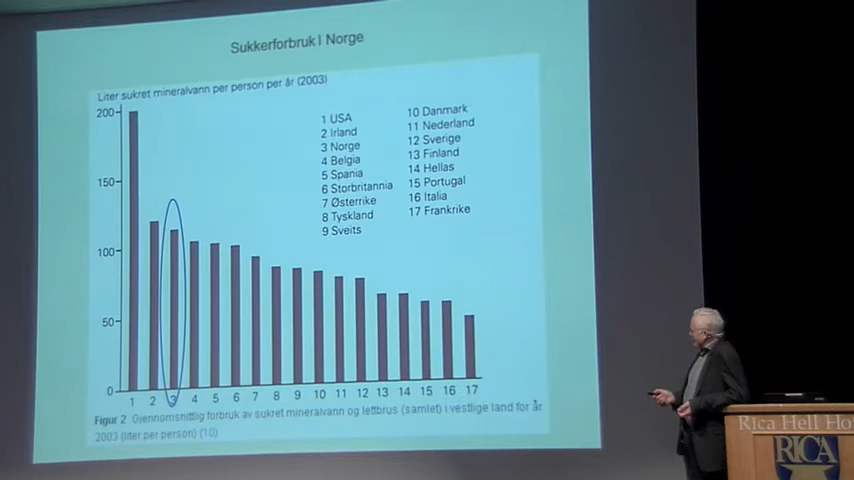 Sukkerforbruk I Norge
Liter sukret mineralvann per person per år (2003)
200
150
100
50
0
1 USA
2 Irland
3 Norge
4 Belgia
5 Spania
6 Storbritannia
7 Østerrike
8 Tyskland
9 Sveits
10 Danmark
11 Nederland
12 Sverige
13 Finland
14 Hellas
15 Portugal
16 Italia
17 Frankrike
1 2 3 4 5 6 7 8 9 10 11 12 13 14 15 16 17
Figur 2 Gjennomsnittlig forbruk av sukret mineralvann og lettbrus (samlet) i vestlige land for år
2003 (liter per person) (10)
Rica Hell Ho
RICA